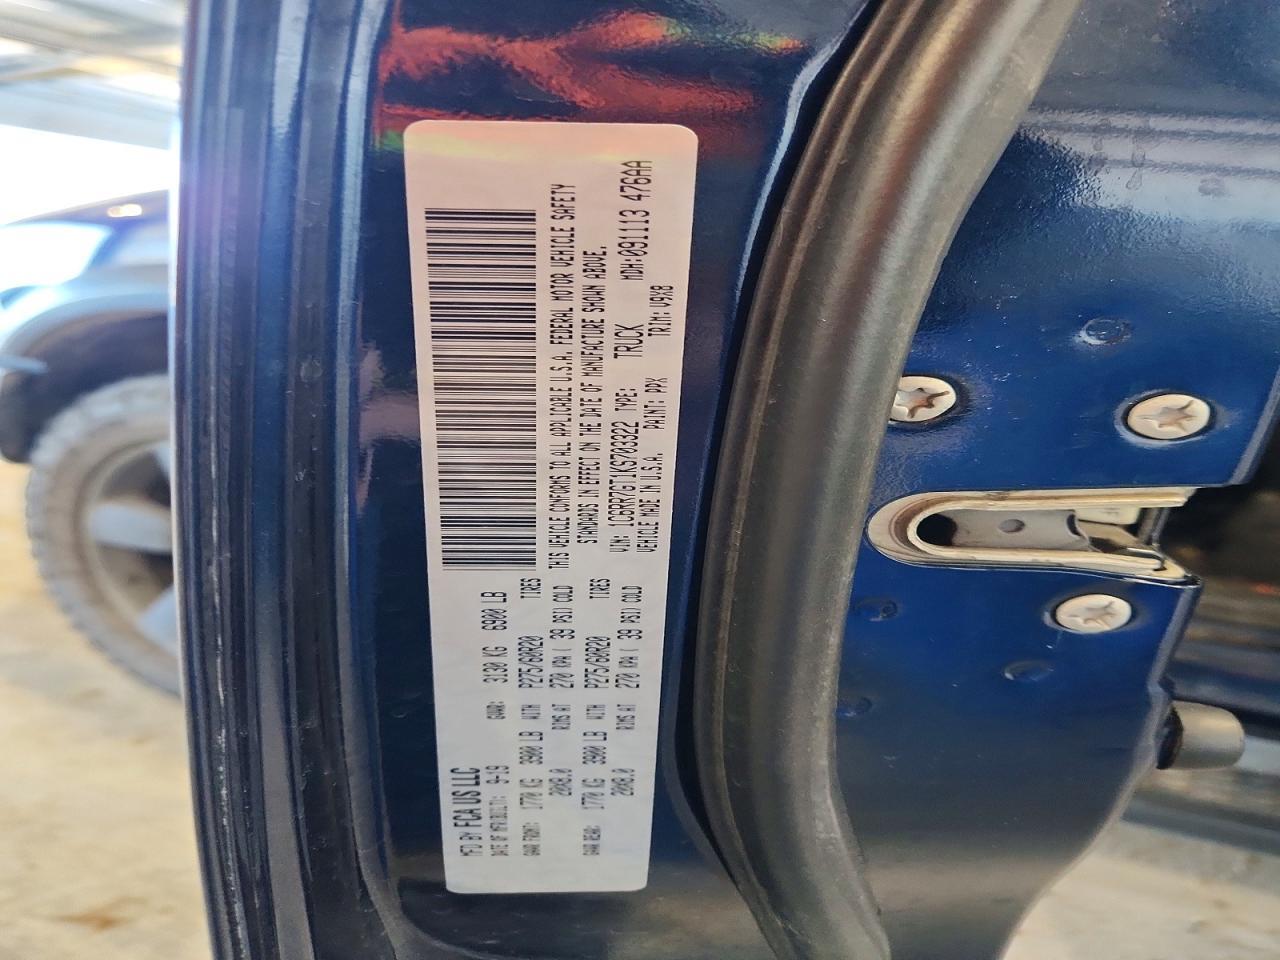 MFD BY FCA US LLC
DATE OF MFR(BUILT): 9-19 GVWR: 3130 KG 6900 LB
GAWR FRONT: 1770 KG 3900 LB WITH P275/60R20 TIRES
20X8.0 RIMS AT 270 KPA ( 39 PSI) COLD
GAWR REAR: 1770 KG 3900 LB WITH P275/60R20 TIRES
20X8.0 RIMS AT 270 KPA ( 39 PSI) COLD
THIS VEHICLE CONFORMS TO ALL APPLICABLE U.S.A. FEDERAL MOTOR VEHICLE SAFETY
STANDARDS IN EFFECT ON THE DATE OF MANUFACTURE SHOWN ABOVE.
VIN: 1C6RR7GT1KS703322 TYPE: TRUCK MDH:091113 476AA
VEHICLE MADE IN U.S.A. PAINT: PPX TRIM: V9X8